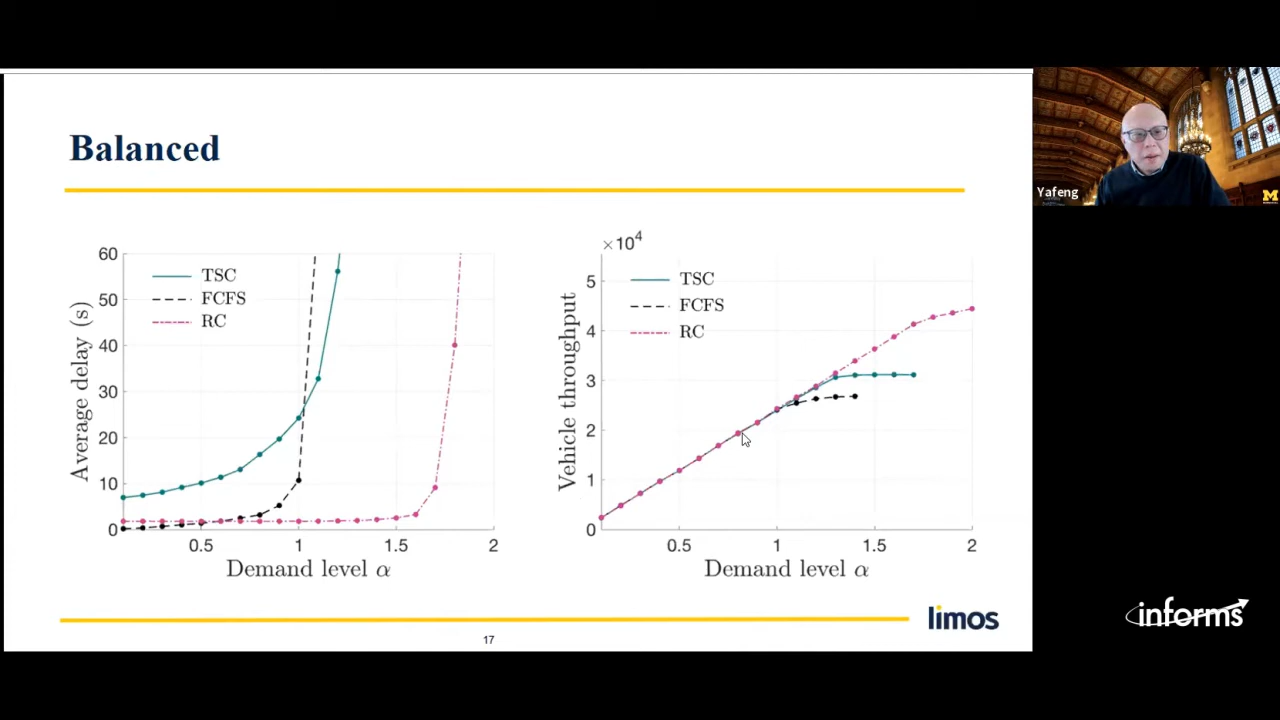 Balanced
60
50
40
30
20
10
0
Average delay (s)
TSC
FCFS
RC
0.5
1
1.5
2
Demand level α
×10⁴
5
4
3
2
1
0
Vehicle throughput
TSC
FCFS
RC
0.5
1
1.5
2
Demand level α
limos
17
Yafeng
M
informs